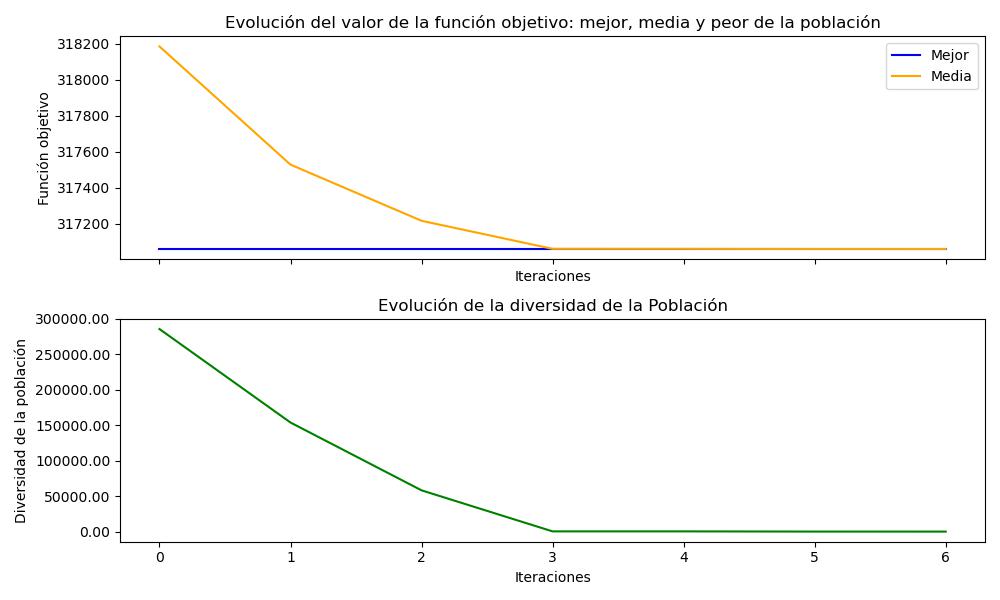 Evolución del valor de la función objetivo: mejor, media y peor de la población
318200
318000
317800
317600
317400
317200
Función objetivo
Mejor
Media
Iteraciones
Evolución de la diversidad de la Población
300000.00
250000.00
200000.00
150000.00
100000.00
50000.00
0.00
Diversidad de la población
0 1 2 3 4 5 6
Iteraciones